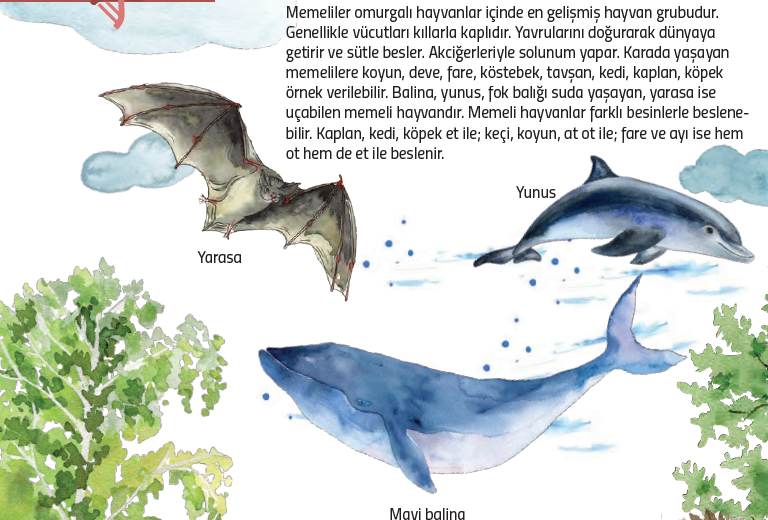 Memeliler omurgalı hayvanlar içinde en gelişmiş hayvan grubudur.
Genellikle vücutları kıllarla kaplıdır. Yavrularını doğurarak dünyaya
getirir ve sütle besler. Akciğerleriyle solunum yapar. Karada yaşayan
memelilere koyun, deve, fare, köstebek, tavşan, kedi, kaplan, köpek
örnek verilebilir. Balina, yunus, fok balığı suda yaşayan, yarasa ise
uçabilen memeli hayvandır. Memeli hayvanlar farklı besinlerle beslene-
bilir. Kaplan, kedi, köpek et ile; keçi, koyun, at ot ile; fare ve ayı ise hem
ot hem de et ile beslenir.
Yunus
Yarasa
Mavi balina